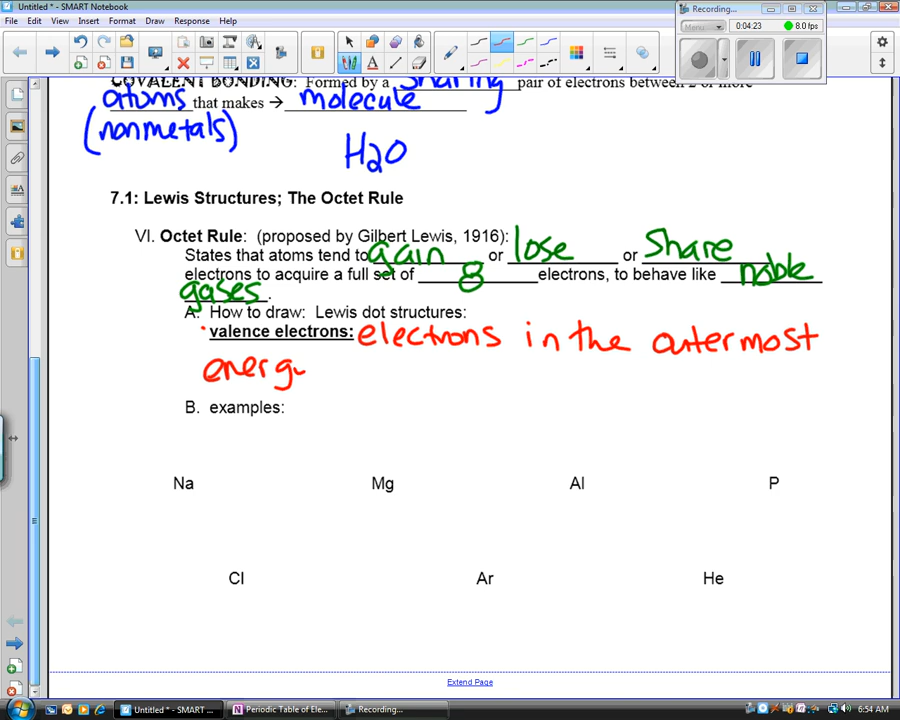 Untitled * - SMART Notebook
File Edit View Insert Format Draw Response Help
Recording...
Menu
0:04:23
8.0 fps
COVALENT BONDING: Formed by a sharing pair of electrons between 2 or more
atoms that makes → molecule
(nonmetals)
H2O
7.1: Lewis Structures; The Octet Rule
VI. Octet Rule: (proposed by Gilbert Lewis, 1916):
States that atoms tend to gain or lose or share
electrons to acquire a full set of 8 electrons, to behave like noble
gases.
A. How to draw: Lewis dot structures:
valence electrons: electrons in the outermost
energy
B. examples:
Na Mg Al P
Cl Ar He
Extend Page
Untitled * - SMART ... Periodic Table of Ele... Recording... 6:54 AM